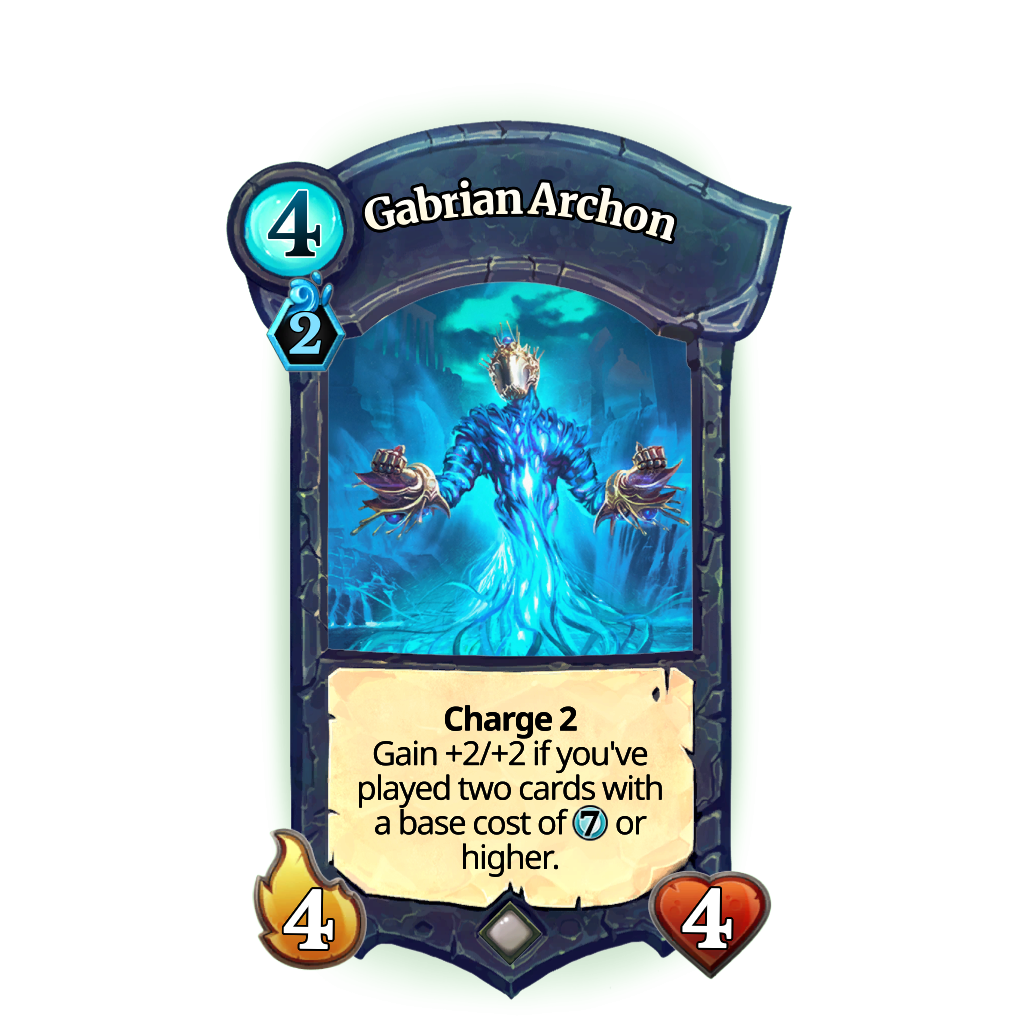 4
Gabrian Archon
2
Charge 2
Gain +2/+2 if you've
played two cards with
a base cost of 7 or
higher.
4
4